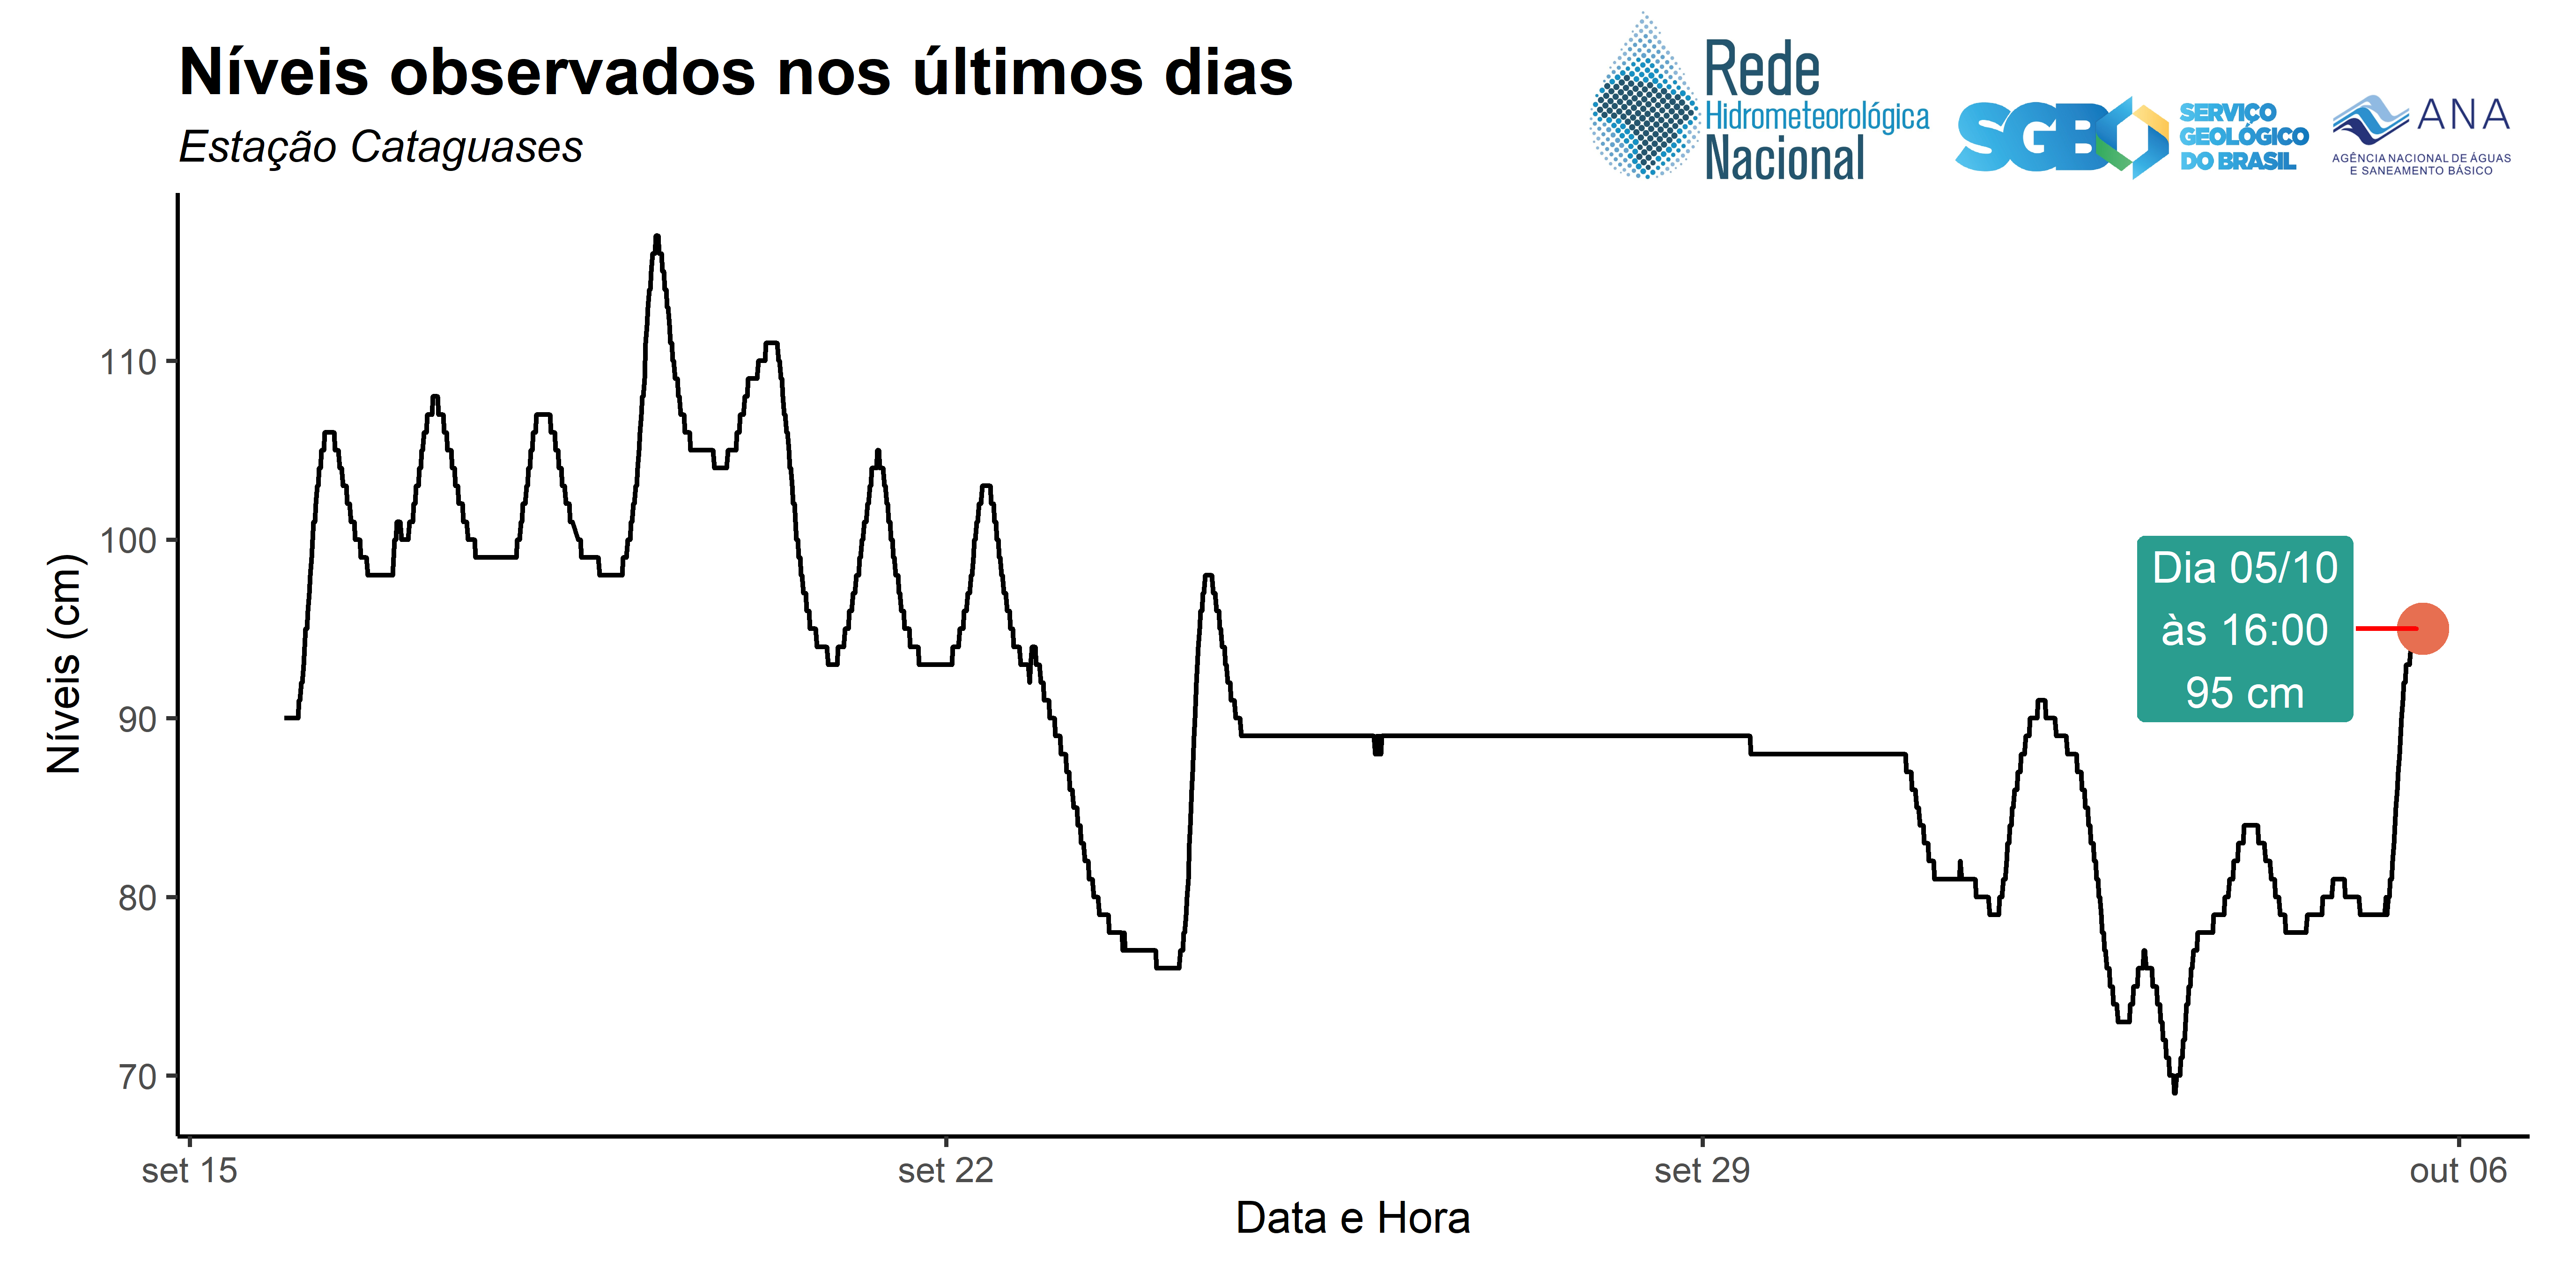 Níveis observados nos últimos dias
Estação Cataguases
Rede
Hidrometeorológica
Nacional
SGB
SERVIÇO
GEOLÓGICO
DO BRASIL
ANA
AGÊNCIA NACIONAL DE ÁGUAS
E SANEAMENTO BÁSICO
Níveis (cm)
110
100
90
80
70
Dia 05/10
às 16:00
95 cm
set 15
set 22
set 29
out 06
Data e Hora